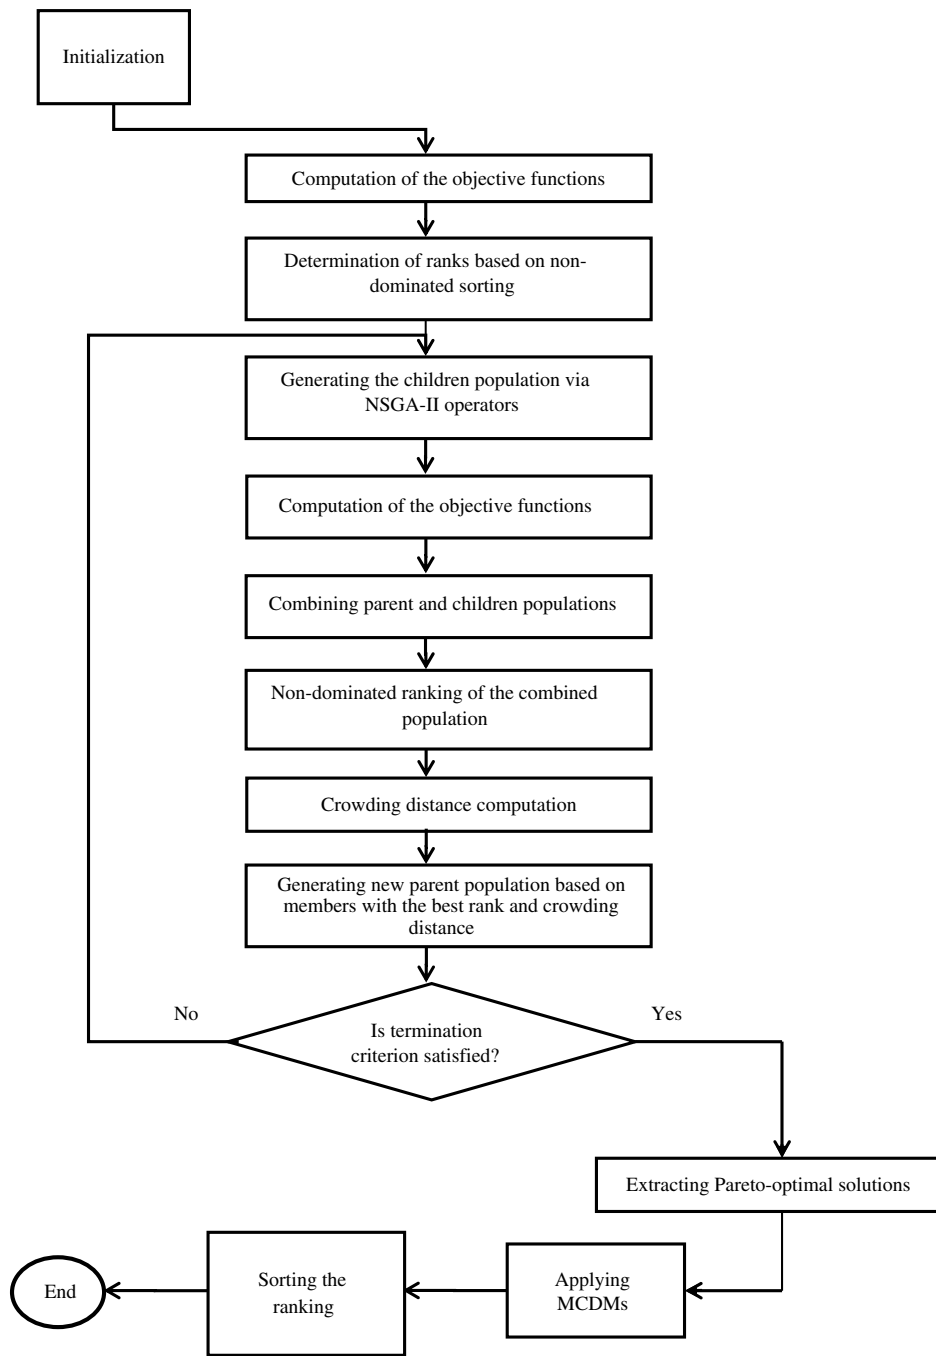 Initialization
Computation of the objective functions
Determination of ranks based on non-
dominated sorting
Generating the children population via
NSGA-II operators
Computation of the objective functions
Combining parent and children populations
Non-dominated ranking of the combined
population
Crowding distance computation
Generating new parent population based on
members with the best rank and crowding
distance
No
Yes
Is termination
criterion satisfied?
Extracting Pareto-optimal solutions
Applying
MCDMs
Sorting the
ranking
End